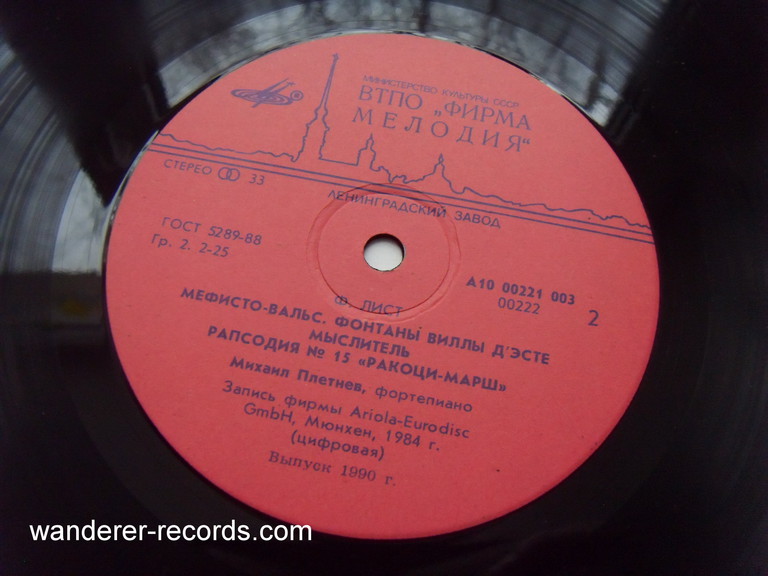 МИНИСТЕРСТВО КУЛЬТУРЫ СССР
ВТПО „ФИРМА
МЕЛОДИЯ"
СТЕРЕО 33
ЛЕНИНГРАДСКИЙ ЗАВОД
ГОСТ 5289-88
Гр. 2. 2-25
А10 00221 003
00222
2
Ф. ЛИСТ
МЕФИСТО-ВАЛЬС. ФОНТАНЫ ВИЛЛЫ Д'ЭСТЕ
МЫСЛИТЕЛЬ
РАПСОДИЯ № 15 «РАКОЦИ-МАРШ»
Михаил Плетнев, фортепиано
Запись фирмы Ariola-Eurodisc
GmbH, Мюнхен, 1984 г.
(цифровая)
Выпуск 1990 г.
wanderer-records.com